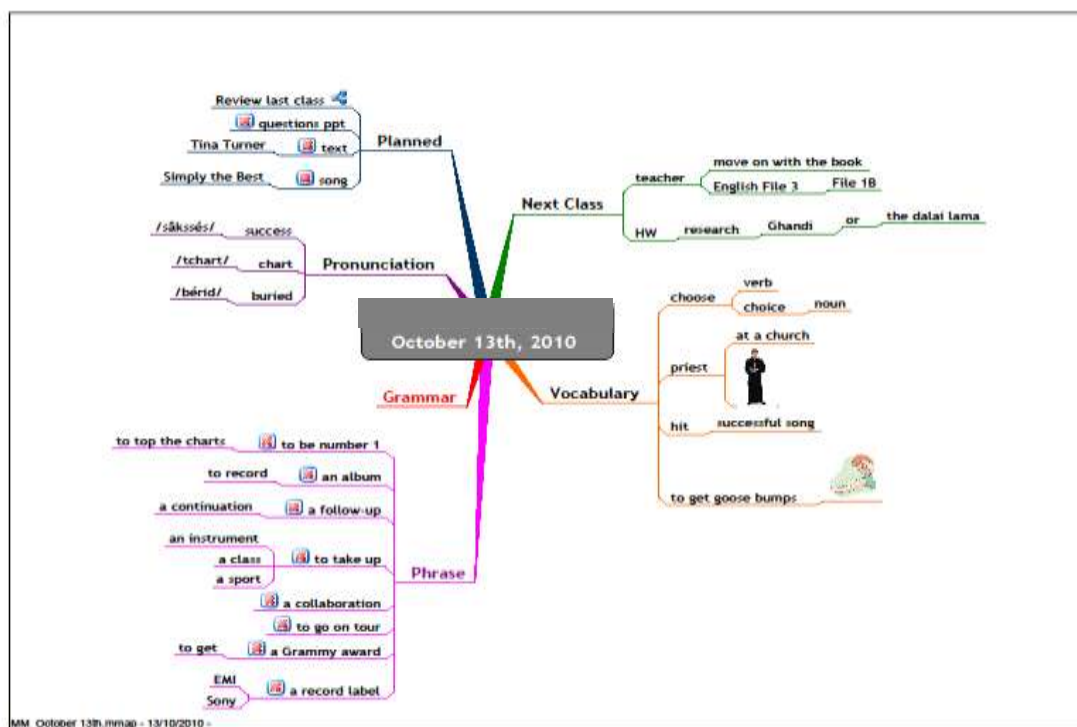 October 13th, 2010
Planned
Review last class
questions ppt
text
Tina Turner
song
Simply the Best
Pronunciation
success
/sâkssés/
chart
/tchart/
buried
/bérid/
Grammar
Phrase
to be number 1
to top the charts
an album
to record
a follow-up
a continuation
to take up
an instrument
a class
a sport
a collaboration
to go on tour
a Grammy award
to get
a record label
EMI
Sony
Next Class
teacher
move on with the book
English File 3
File 1B
HW
research
Ghandi
or
the dalai lama
Vocabulary
choose
verb
choice
noun
priest
at a church
hit
successful song
to get goose bumps
MM October 13th.mmap - 13/10/2010 -